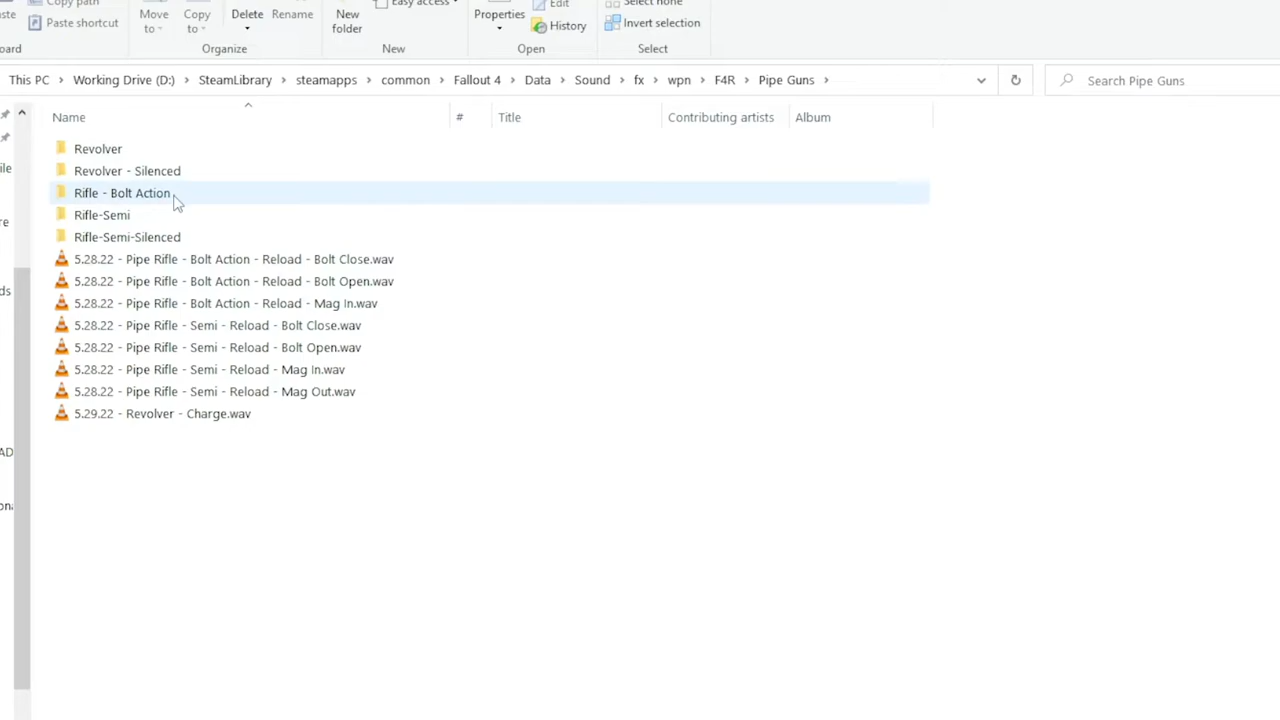 Copy path
Easy access
Edit
Select none
Paste shortcut
Move to
Copy to
Delete
Rename
New folder
Properties
History
Invert selection
Organize
New
Open
Select
This PC > Working Drive (D:) > SteamLibrary > steamapps > common > Fallout 4 > Data > Sound > fx > wpn > F4R > Pipe Guns >
Search Pipe Guns
Name # Title Contributing artists Album
Revolver
Revolver - Silenced
Rifle - Bolt Action
Rifle-Semi
Rifle-Semi-Silenced
5.28.22 - Pipe Rifle - Bolt Action - Reload - Bolt Close.wav
5.28.22 - Pipe Rifle - Bolt Action - Reload - Bolt Open.wav
5.28.22 - Pipe Rifle - Bolt Action - Reload - Mag In.wav
5.28.22 - Pipe Rifle - Semi - Reload - Bolt Close.wav
5.28.22 - Pipe Rifle - Semi - Reload - Bolt Open.wav
5.28.22 - Pipe Rifle - Semi - Reload - Mag In.wav
5.28.22 - Pipe Rifle - Semi - Reload - Mag Out.wav
5.29.22 - Revolver - Charge.wav